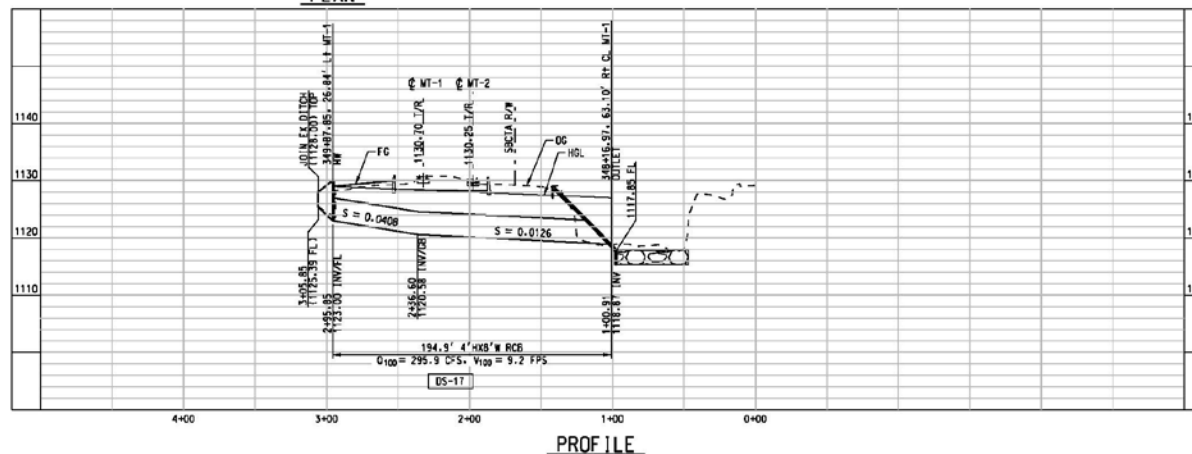 PLAN
1140
1130
1120
1110
JOIN EX DITCH
(1128.00) TOP
349+87.85, 26.84' Lt MT-1
HW
FG
℄ MT-1
℄ MT-2
1130.70 T/R
1130.25 T/R
SBCTA R/W
OG
HGL
348+16.97, 63.10' Rt CL MT-1
OUTLET
1117.85 FL
S = 0.0408
S = 0.0126
3+05.85
(1125.39 FL)
2+95.85
1123.00 INV/FL
2+36.60
1120.58 INV/GB
1+00.91
1118.87 INV
194.9' 4'HX8'W RCB
Q100 = 295.9 CFS, V100 = 9.2 FPS
DS-17
4+00
3+00
2+00
1+00
0+00
PROFILE